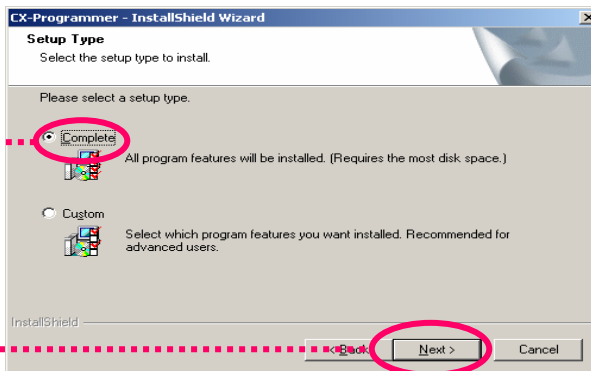 CX-Programmer - InstallShield Wizard
Setup Type
Select the setup type to install.
Please select a setup type.
Complete
All program features will be installed. (Requires the most disk space.)
Custom
Select which program features you want installed. Recommended for
advanced users.
InstallShield
< Back
Next >
Cancel